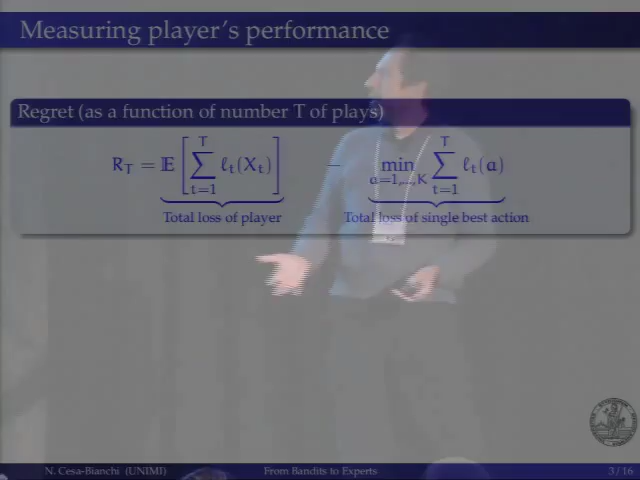 Measuring player's performance
Regret (as a function of number T of plays)
R_T = 𝔼 [ ∑_{t=1}^{T} ℓ_t(X_t) ] − min_{a=1,...,K} ∑_{t=1}^{T} ℓ_t(a)
Total loss of player Total loss of single best action
N. Cesa-Bianchi (UNIMI) From Bandits to Experts 3 / 16